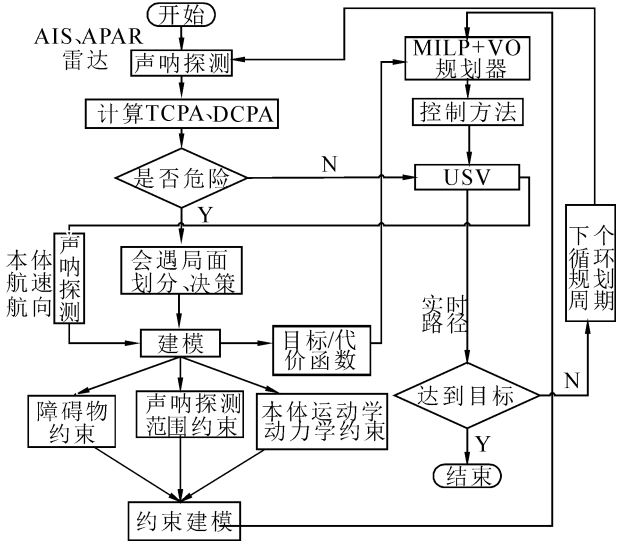 开始
AIS、APAR
雷达
声呐探测
计算TCPA、DCPA
是否危险
N
Y
本体
航速
航向
声呐探测
会遇局面
划分、决策
建模
目标/代
价函数
障碍物
约束
声呐探测
范围约束
本体运动学
动力学约束
约束建模
MILP+VO
规划器
控制方法
USV
实时
路径
达到目标
N
Y
结束
下个
循环
规划
周期